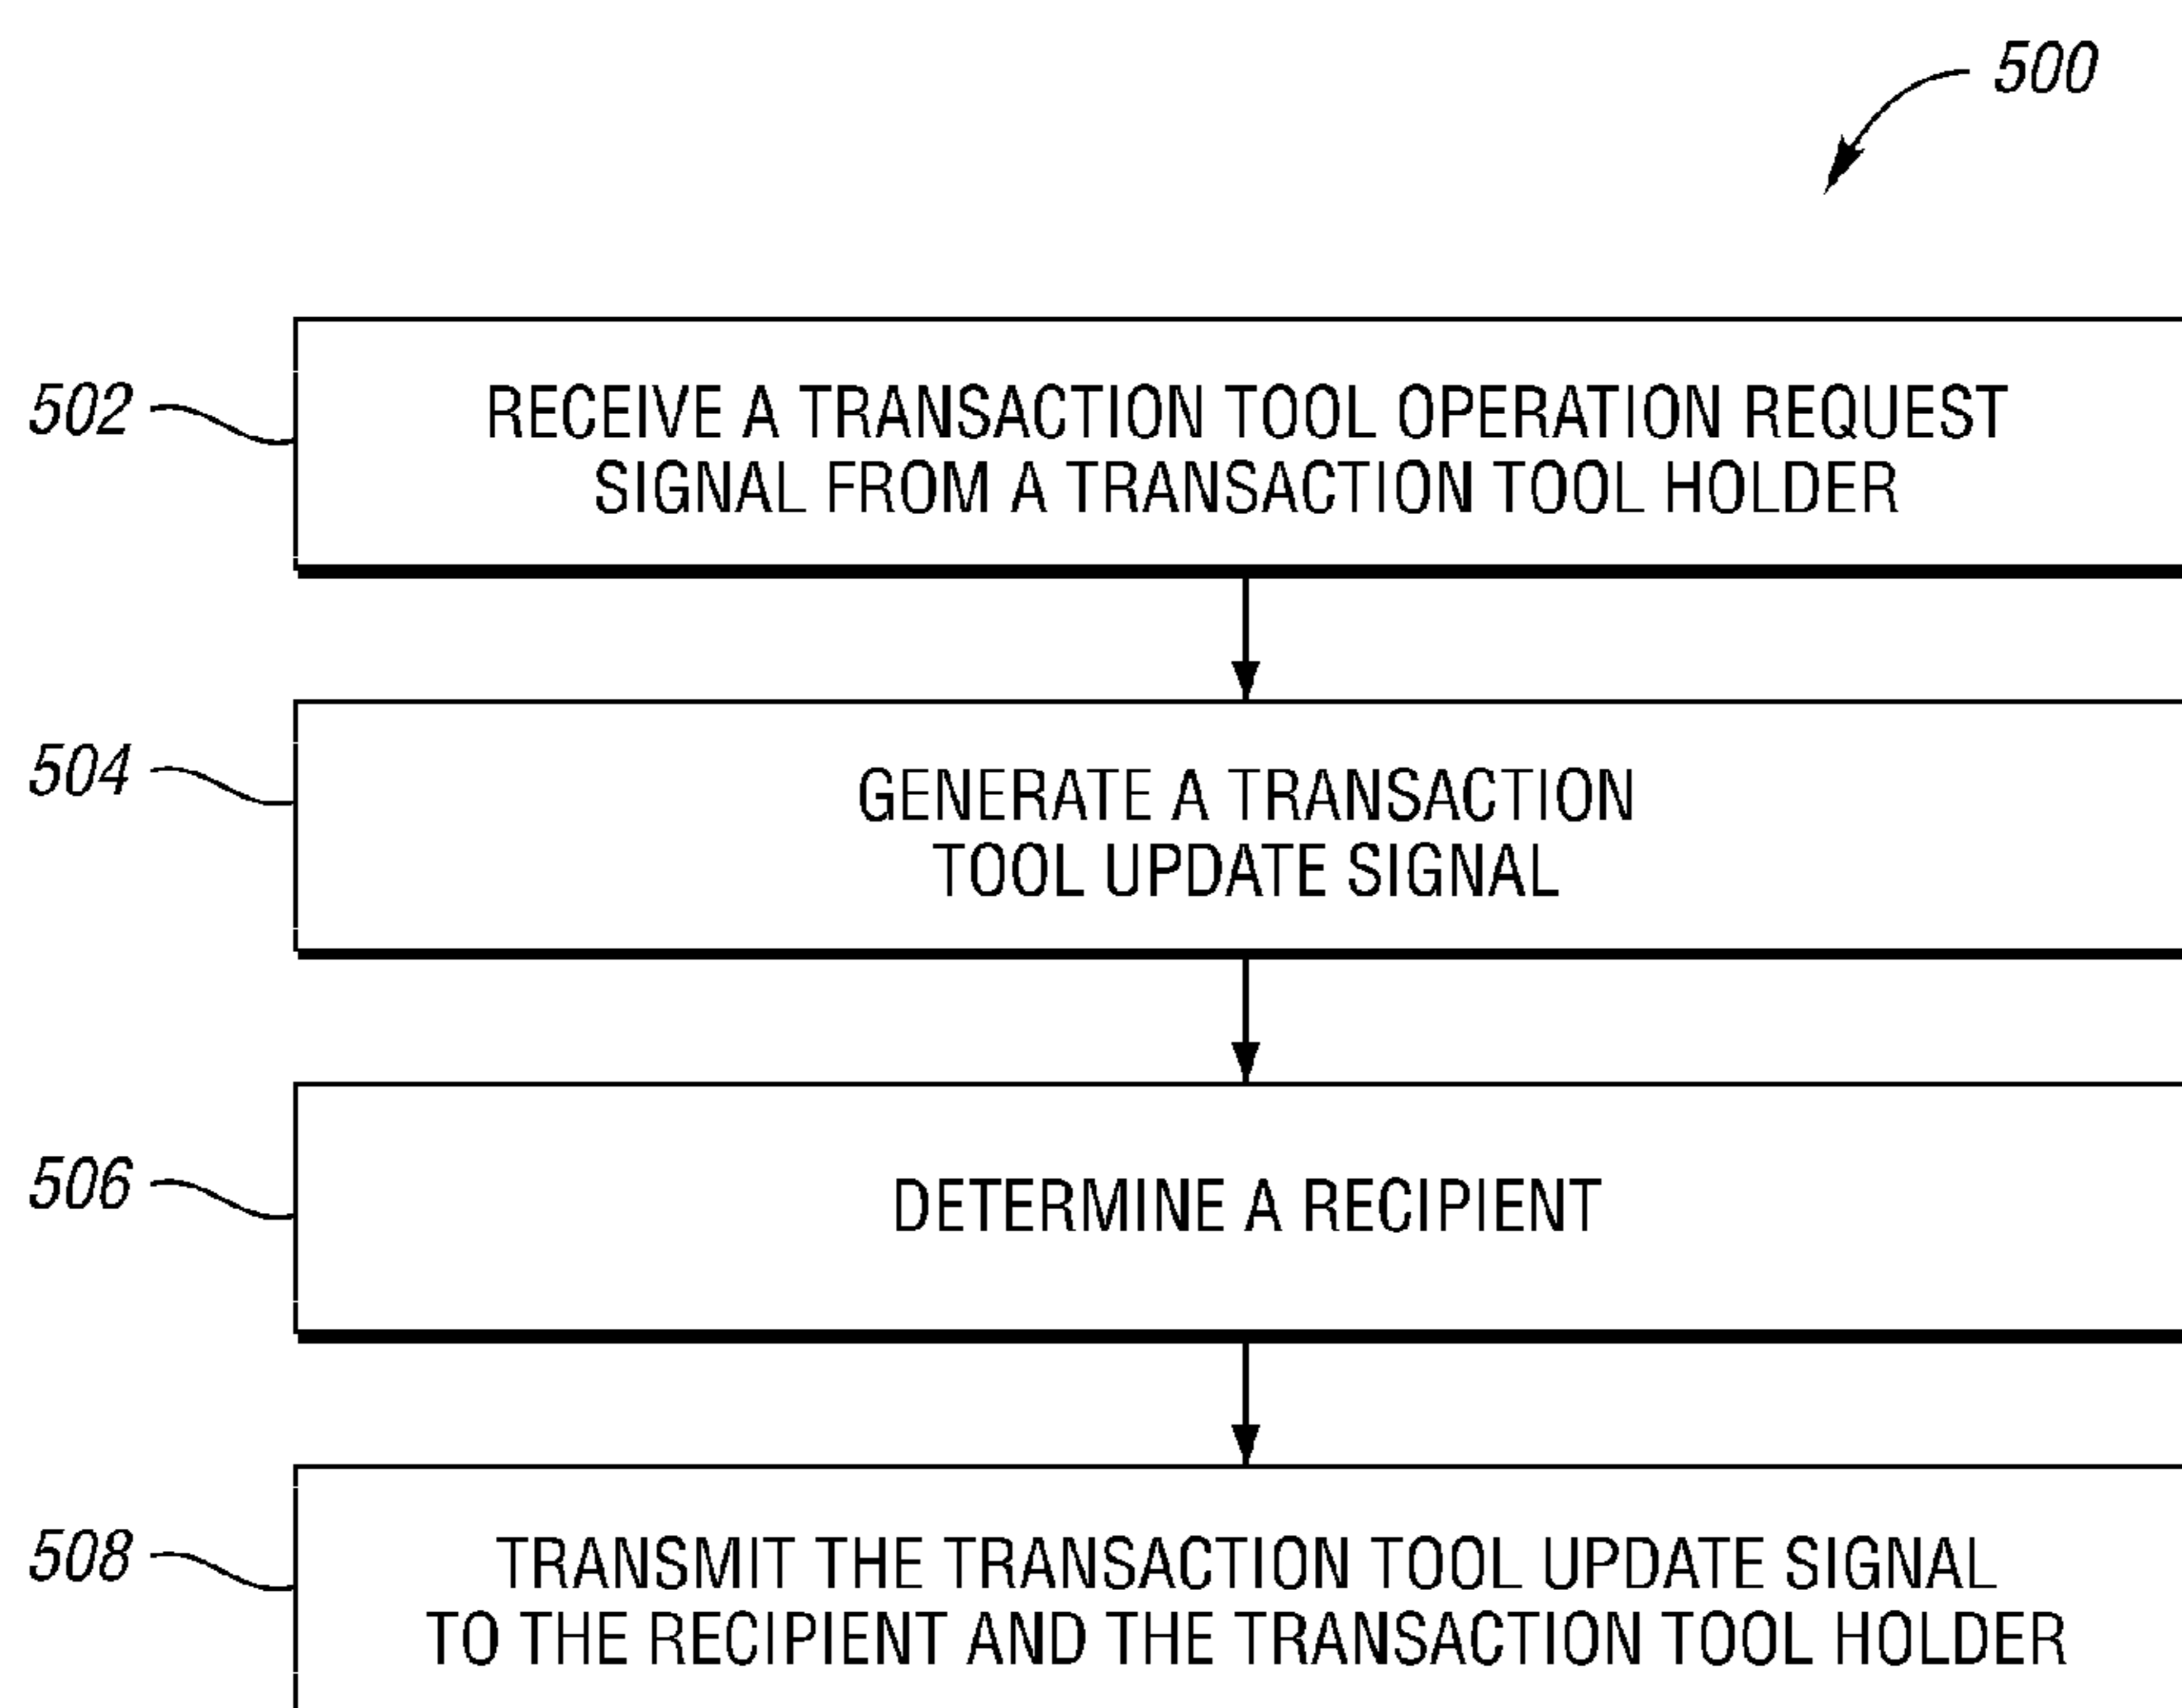 500
502
RECEIVE A TRANSACTION TOOL OPERATION REQUEST
SIGNAL FROM A TRANSACTION TOOL HOLDER
504
GENERATE A TRANSACTION
TOOL UPDATE SIGNAL
506
DETERMINE A RECIPIENT
508
TRANSMIT THE TRANSACTION TOOL UPDATE SIGNAL
TO THE RECIPIENT AND THE TRANSACTION TOOL HOLDER